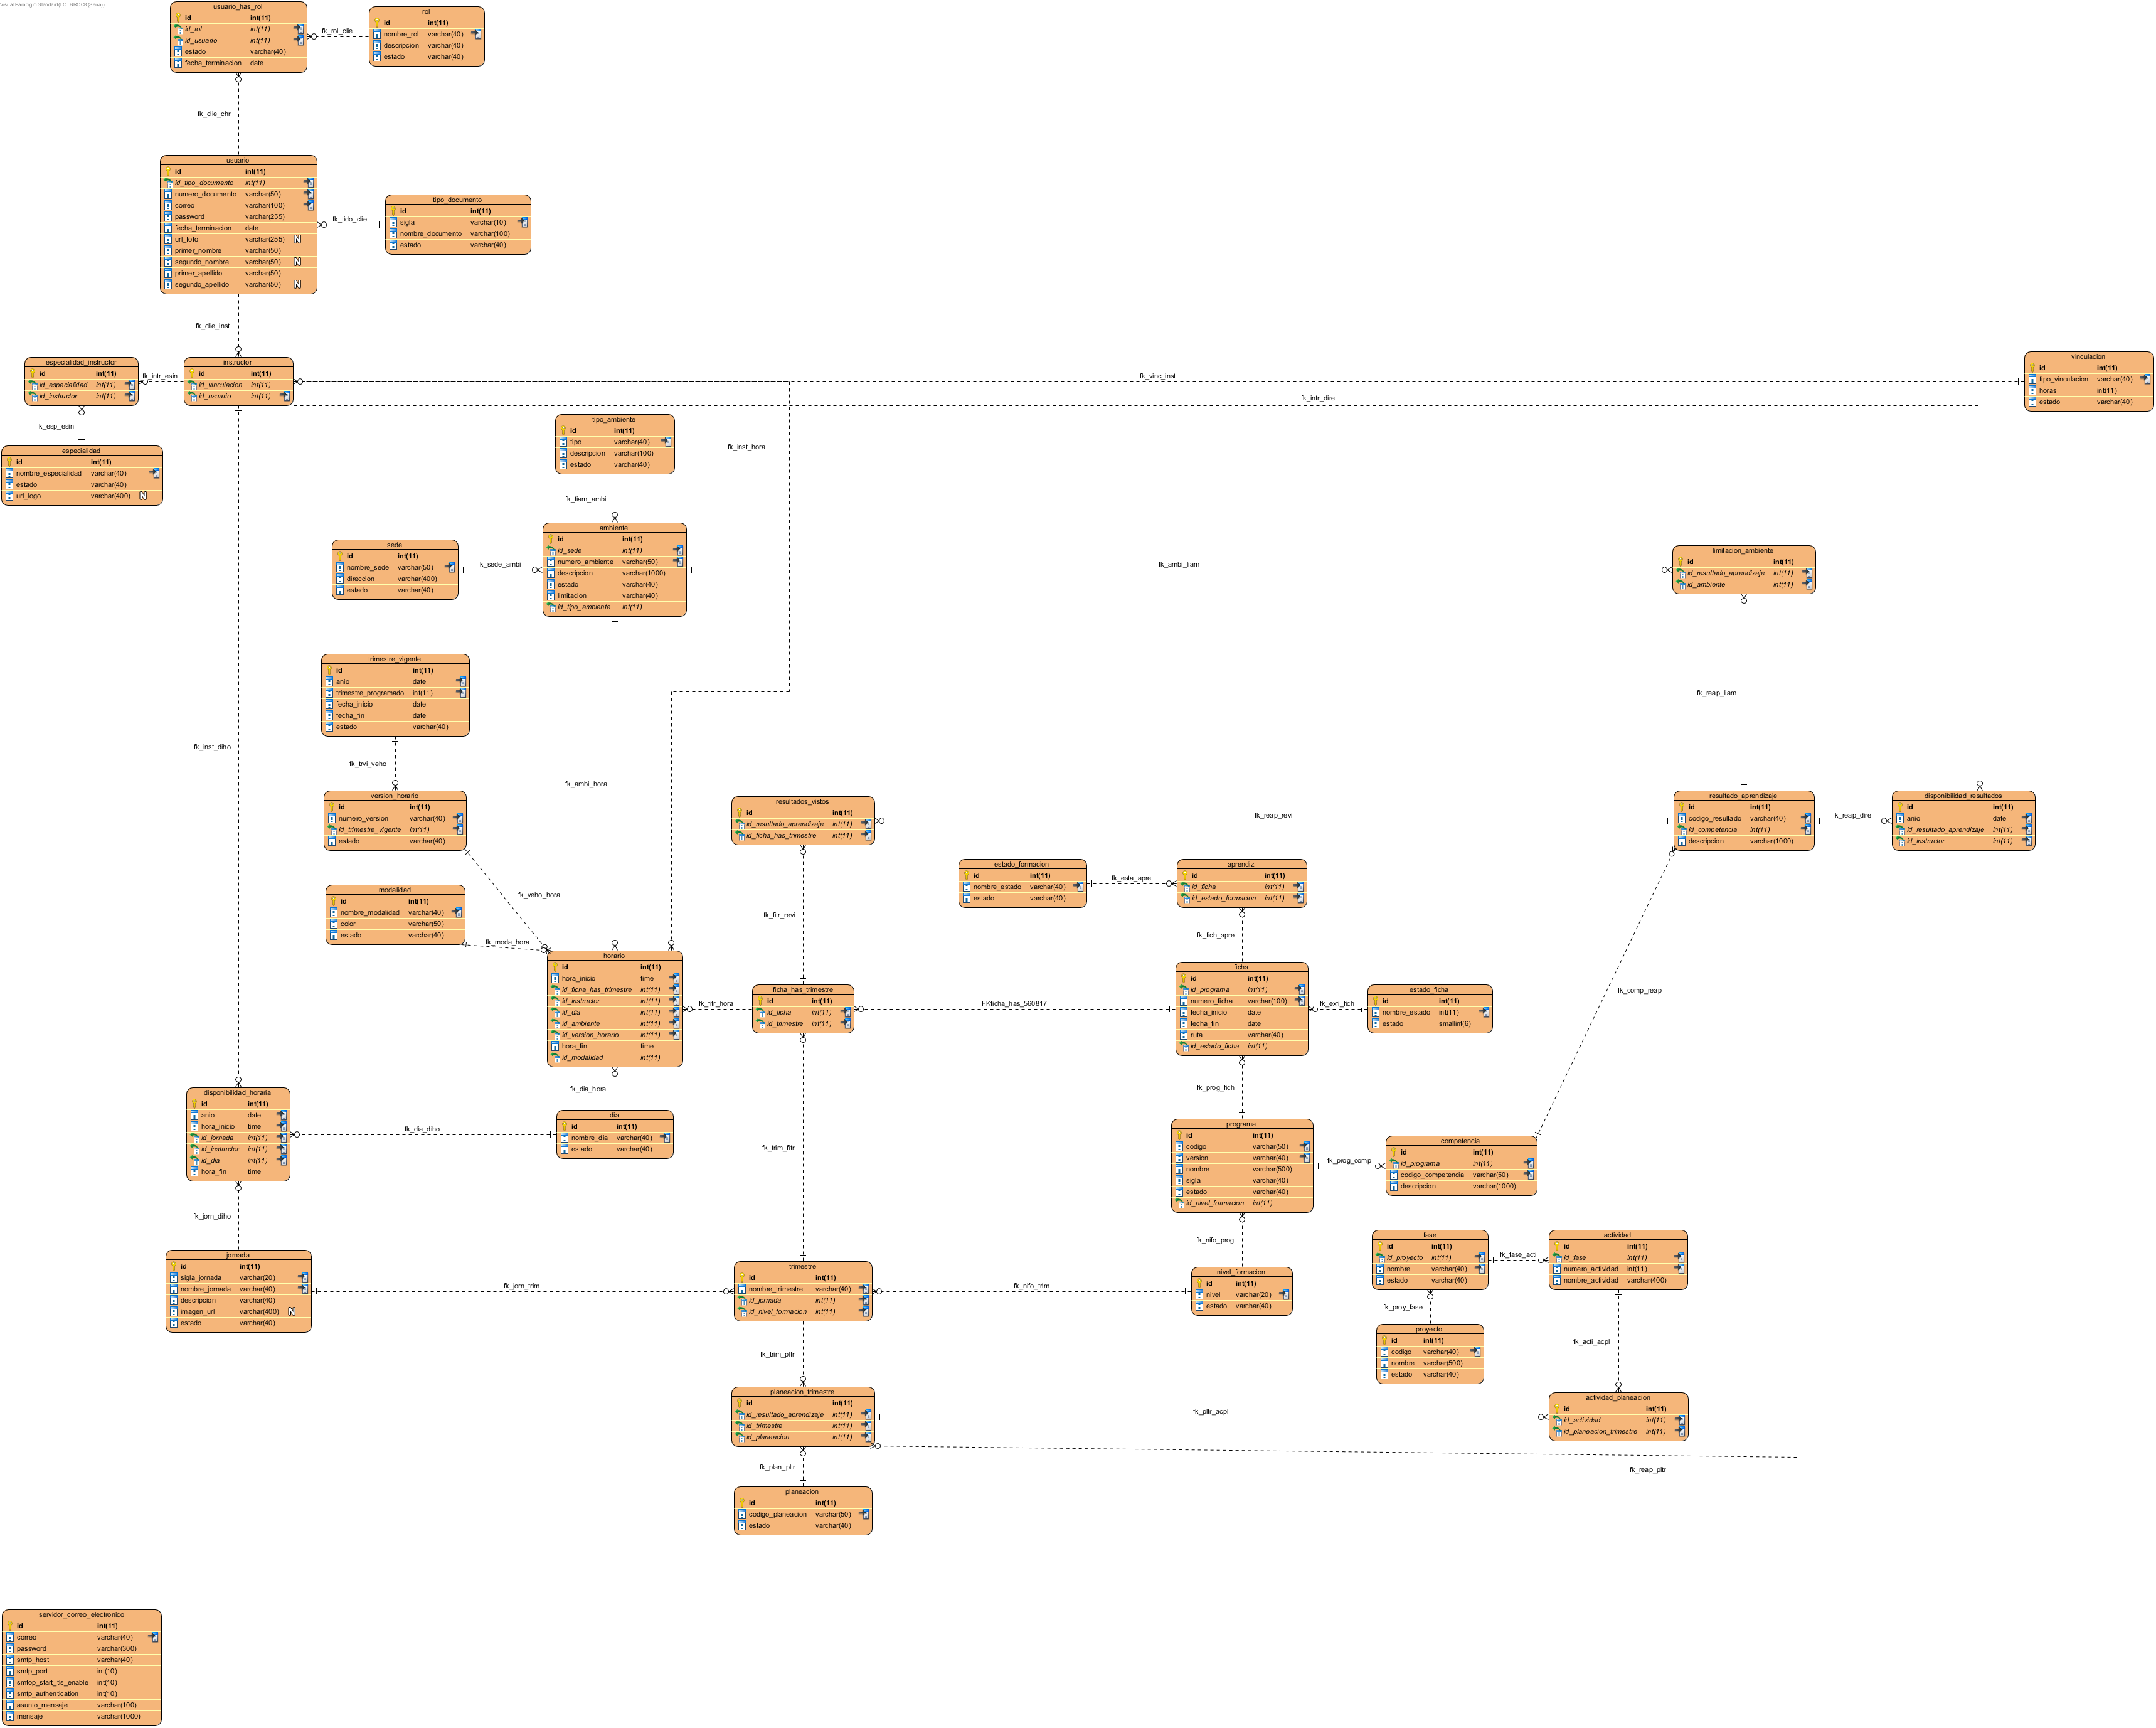 Visual Paradigm Standard(LOTBROCK(Sena))
usuario_has_rol
id int(11)
id_rol int(11)
id_usuario int(11)
estado varchar(40)
fecha_terminacion date
fk_rol_clie
rol
id int(11)
nombre_rol varchar(40)
descripcion varchar(40)
estado varchar(40)
fk_clie_chr
usuario
id int(11)
id_tipo_documento int(11)
numero_documento varchar(50)
correo varchar(100)
password varchar(255)
fecha_terminacion date
url_foto varchar(255) N
primer_nombre varchar(50)
segundo_nombre varchar(50) N
primer_apellido varchar(50)
segundo_apellido varchar(50) N
fk_tido_clie
tipo_documento
id int(11)
sigla varchar(10)
nombre_documento varchar(100)
estado varchar(40)
fk_clie_inst
especialidad_instructor
id int(11)
id_especialidad int(11)
id_instructor int(11)
fk_intr_esin
instructor
id int(11)
id_vinculacion int(11)
id_usuario int(11)
fk_vinc_inst
vinculacion
id int(11)
tipo_vinculacion varchar(40)
horas int(11)
estado varchar(40)
fk_intr_dire
fk_esp_esin
especialidad
id int(11)
nombre_especialidad varchar(40)
estado varchar(40)
url_logo varchar(400) N
tipo_ambiente
id int(11)
tipo varchar(40)
descripcion varchar(100)
estado varchar(40)
fk_inst_hora
fk_tiam_ambi
sede
id int(11)
nombre_sede varchar(50)
direccion varchar(400)
estado varchar(40)
fk_sede_ambi
ambiente
id int(11)
id_sede int(11)
numero_ambiente varchar(50)
descripcion varchar(1000)
estado varchar(40)
limitacion varchar(40)
id_tipo_ambiente int(11)
fk_ambi_liam
limitacion_ambiente
id int(11)
id_resultado_aprendizaje int(11)
id_ambiente int(11)
trimestre_vigente
id int(11)
anio date
trimestre_programado int(11)
fecha_inicio date
fecha_fin date
estado varchar(40)
fk_reap_liam
fk_inst_diho
fk_trvi_veho
fk_ambi_hora
version_horario
id int(11)
numero_version varchar(40)
id_trimestre_vigente int(11)
estado varchar(40)
resultados_vistos
id int(11)
id_resultado_aprendizaje int(11)
id_ficha_has_trimestre int(11)
fk_reap_revi
resultado_aprendizaje
id int(11)
codigo_resultado varchar(40)
id_competencia int(11)
descripcion varchar(1000)
fk_reap_dire
disponibilidad_resultados
id int(11)
anio date
id_resultado_aprendizaje int(11)
id_instructor int(11)
fk_veho_hora
modalidad
id int(11)
nombre_modalidad varchar(40)
color varchar(50)
estado varchar(40)
fk_moda_hora
fk_fitr_revi
estado_formacion
id int(11)
nombre_estado varchar(40)
estado varchar(40)
fk_esta_apre
aprendiz
id int(11)
id_ficha int(11)
id_estado_formacion int(11)
fk_fich_apre
horario
id int(11)
hora_inicio time
id_ficha_has_trimestre int(11)
id_instructor int(11)
id_dia int(11)
id_ambiente int(11)
id_version_horario int(11)
hora_fin time
id_modalidad int(11)
fk_fitr_hora
ficha_has_trimestre
id int(11)
id_ficha int(11)
id_trimestre int(11)
FKficha_has_560817
ficha
id int(11)
id_programa int(11)
numero_ficha varchar(100)
fecha_inicio date
fecha_fin date
ruta varchar(40)
id_estado_ficha int(11)
fk_exfi_fich
estado_ficha
id int(11)
nombre_estado int(11)
estado smallint(6)
fk_comp_reap
disponibilidad_horaria
id int(11)
anio date
hora_inicio time
id_jornada int(11)
id_instructor int(11)
id_dia int(11)
hora_fin time
fk_dia_diho
fk_dia_hora
dia
id int(11)
nombre_dia varchar(40)
estado varchar(40)
fk_trim_fitr
fk_prog_fich
programa
id int(11)
codigo varchar(50)
version varchar(40)
nombre varchar(500)
sigla varchar(40)
estado varchar(40)
id_nivel_formacion int(11)
fk_prog_comp
competencia
id int(11)
id_programa int(11)
codigo_competencia varchar(50)
descripcion varchar(1000)
fk_jorn_diho
fk_nifo_prog
jornada
id int(11)
sigla_jornada varchar(20)
nombre_jornada varchar(40)
descripcion varchar(40)
imagen_url varchar(400) N
estado varchar(40)
fk_jorn_trim
trimestre
id int(11)
nombre_trimestre varchar(40)
id_jornada int(11)
id_nivel_formacion int(11)
fk_nifo_trim
nivel_formacion
id int(11)
nivel varchar(20)
estado varchar(40)
fase
id int(11)
id_proyecto int(11)
nombre varchar(40)
estado varchar(40)
fk_fase_acti
actividad
id int(11)
id_fase int(11)
numero_actividad int(11)
nombre_actividad varchar(400)
fk_proy_fase
proyecto
id int(11)
codigo varchar(40)
nombre varchar(500)
estado varchar(40)
fk_acti_acpl
fk_trim_pltr
planeacion_trimestre
id int(11)
id_resultado_aprendizaje int(11)
id_trimestre int(11)
id_planeacion int(11)
fk_pltr_acpl
actividad_planeacion
id int(11)
id_actividad int(11)
id_planeacion_trimestre int(11)
fk_reap_pltr
fk_plan_pltr
planeacion
id int(11)
codigo_planeacion varchar(50)
estado varchar(40)
servidor_correo_electronico
id int(11)
correo varchar(40)
password varchar(300)
smtp_host varchar(40)
smtp_port int(10)
smtop_start_tls_enable int(10)
smtp_authentication int(10)
asunto_mensaje varchar(100)
mensaje varchar(1000)